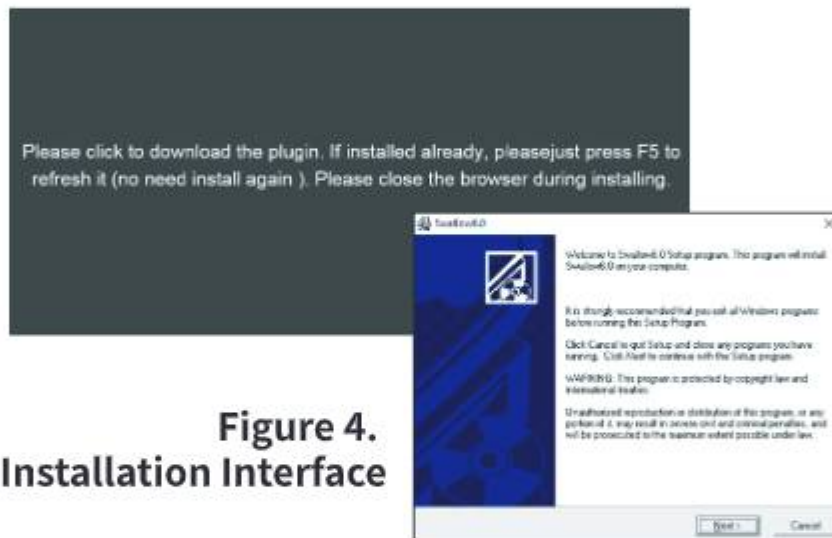 Please click to download the plugin. If installed already, pleasejust press F5 to
refresh it (no need install again ). Please close the browser during installing.
Swallow6.0
Welcome to Swallow6.0 Setup program. This program will install
Swallow6.0 on your computer.
It is strongly recommended that you exit all Windows programs
before running this Setup Program.
Click Cancel to quit Setup and close any programs you have
running. Click Next to continue with the Setup program.
WARNING: This program is protected by copyright law and
international treaties.
Unauthorized reproduction or distribution of this program, or any
portion of it, may result in severe civil and criminal penalties, and
will be prosecuted to the maximum extent possible under law.
Next >
Cancel
Figure 4.
Installation Interface